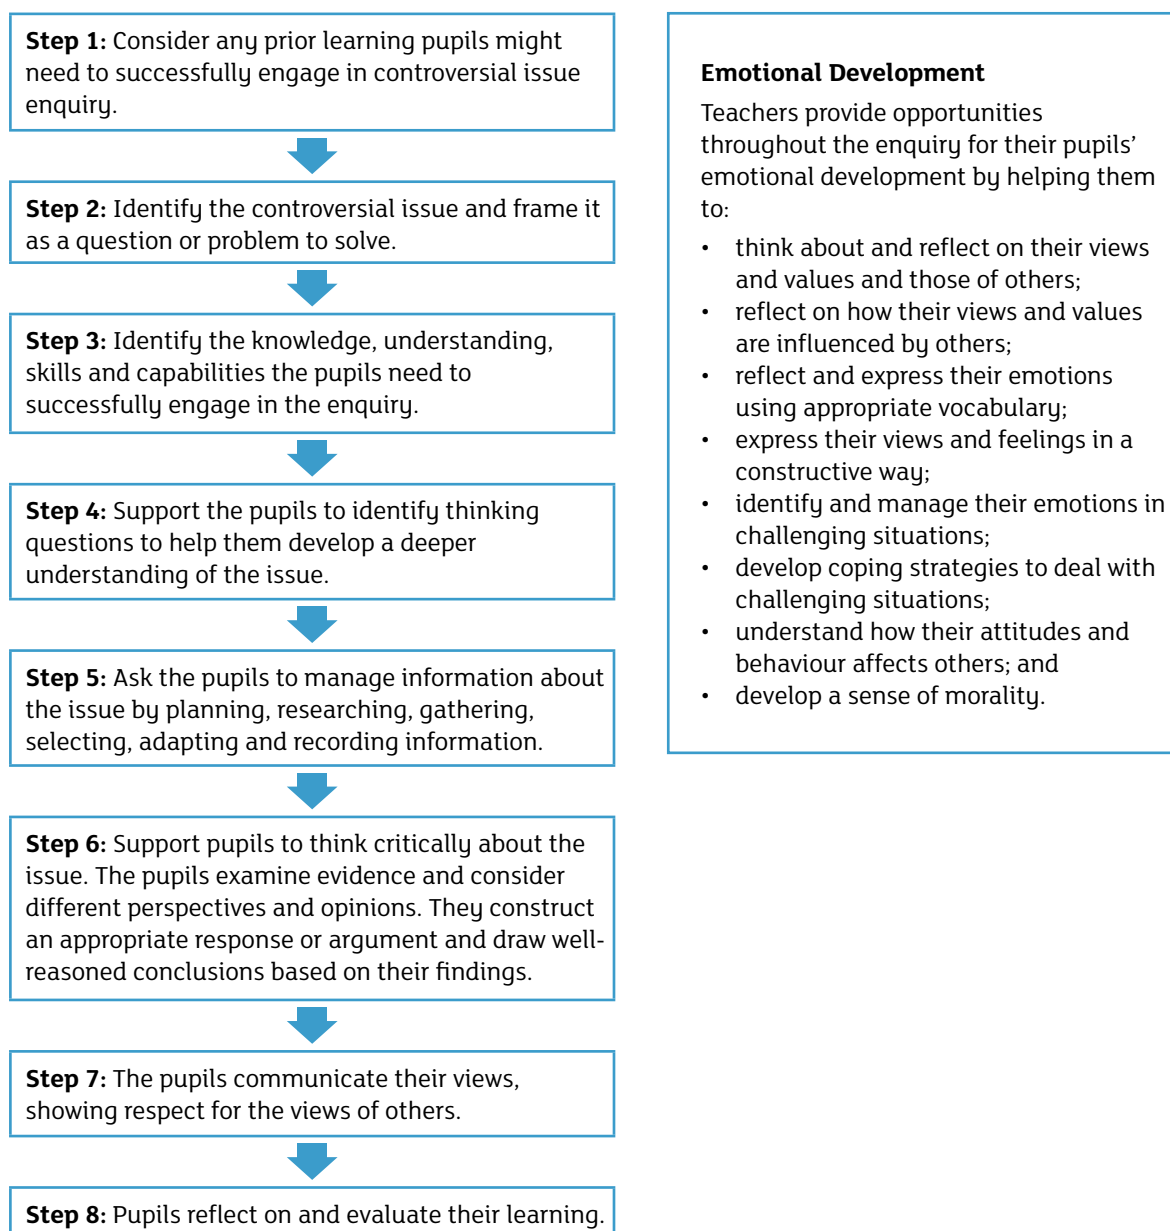 Step 1: Consider any prior learning pupils might
need to successfully engage in controversial issue
enquiry.
Step 2: Identify the controversial issue and frame it
as a question or problem to solve.
Step 3: Identify the knowledge, understanding,
skills and capabilities the pupils need to
successfully engage in the enquiry.
Step 4: Support the pupils to identify thinking
questions to help them develop a deeper
understanding of the issue.
Step 5: Ask the pupils to manage information about
the issue by planning, researching, gathering,
selecting, adapting and recording information.
Step 6: Support pupils to think critically about the
issue. The pupils examine evidence and consider
different perspectives and opinions. They construct
an appropriate response or argument and draw well-
reasoned conclusions based on their findings.
Step 7: The pupils communicate their views,
showing respect for the views of others.
Step 8: Pupils reflect on and evaluate their learning.
Emotional Development
Teachers provide opportunities
throughout the enquiry for their pupils’
emotional development by helping them
to:
• think about and reflect on their views
and values and those of others;
• reflect on how their views and values
are influenced by others;
• reflect and express their emotions
using appropriate vocabulary;
• express their views and feelings in a
constructive way;
• identify and manage their emotions in
challenging situations;
• develop coping strategies to deal with
challenging situations;
• understand how their attitudes and
behaviour affects others; and
• develop a sense of morality.